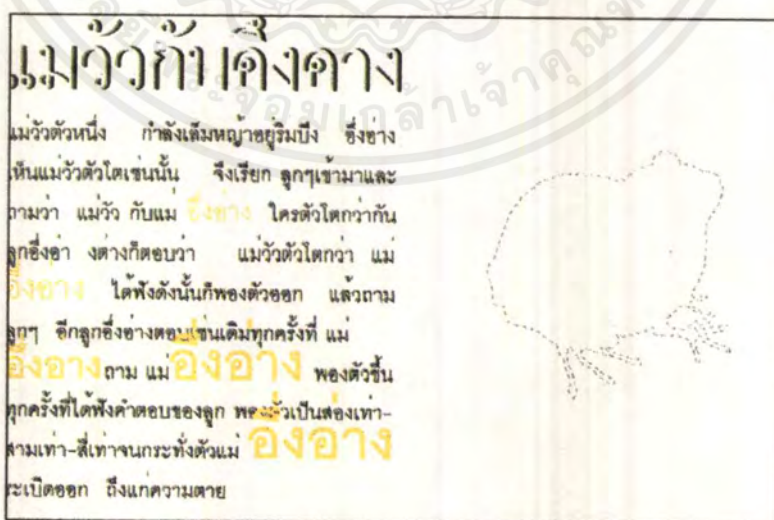 แม่วัวกับอึ่งอาง
แม่วัวตัวหนึ่ง กำลังเล็มหญ้าอยู่ริมบึง อึ่งอ่าง
เห็นแม่วัวตัวโตเช่นนั้น จึงเรียก ลูกๆเข้ามาและ
ถามว่า แม่วัว กับแม่ อึ่งอ่าง ใครตัวโตกว่ากัน
ลูกอึ่งอ่า งต่างก็ตอบว่า แม่วัวตัวโตกว่า แม่
อึ่งอ่าง ได้ฟังดังนั้นก็พองตัวออก แล้วถาม
ลูกๆ อีกลูกอึ่งอ่างตอบเช่นเดิมทุกครั้งที่ แม่
อึ่งอ่าง ถาม แม่ อึ่งอ่าง พองตัวขึ้น
ทุกครั้งที่ได้ฟังคำตอบของลูก พองตัวเป็นสองเท่า-
สามเท่า-สี่เท่าจนกระทั่งตัวแม่ อึ่งอ่าง
ระเบิดออก ถึงแก่ความตาย